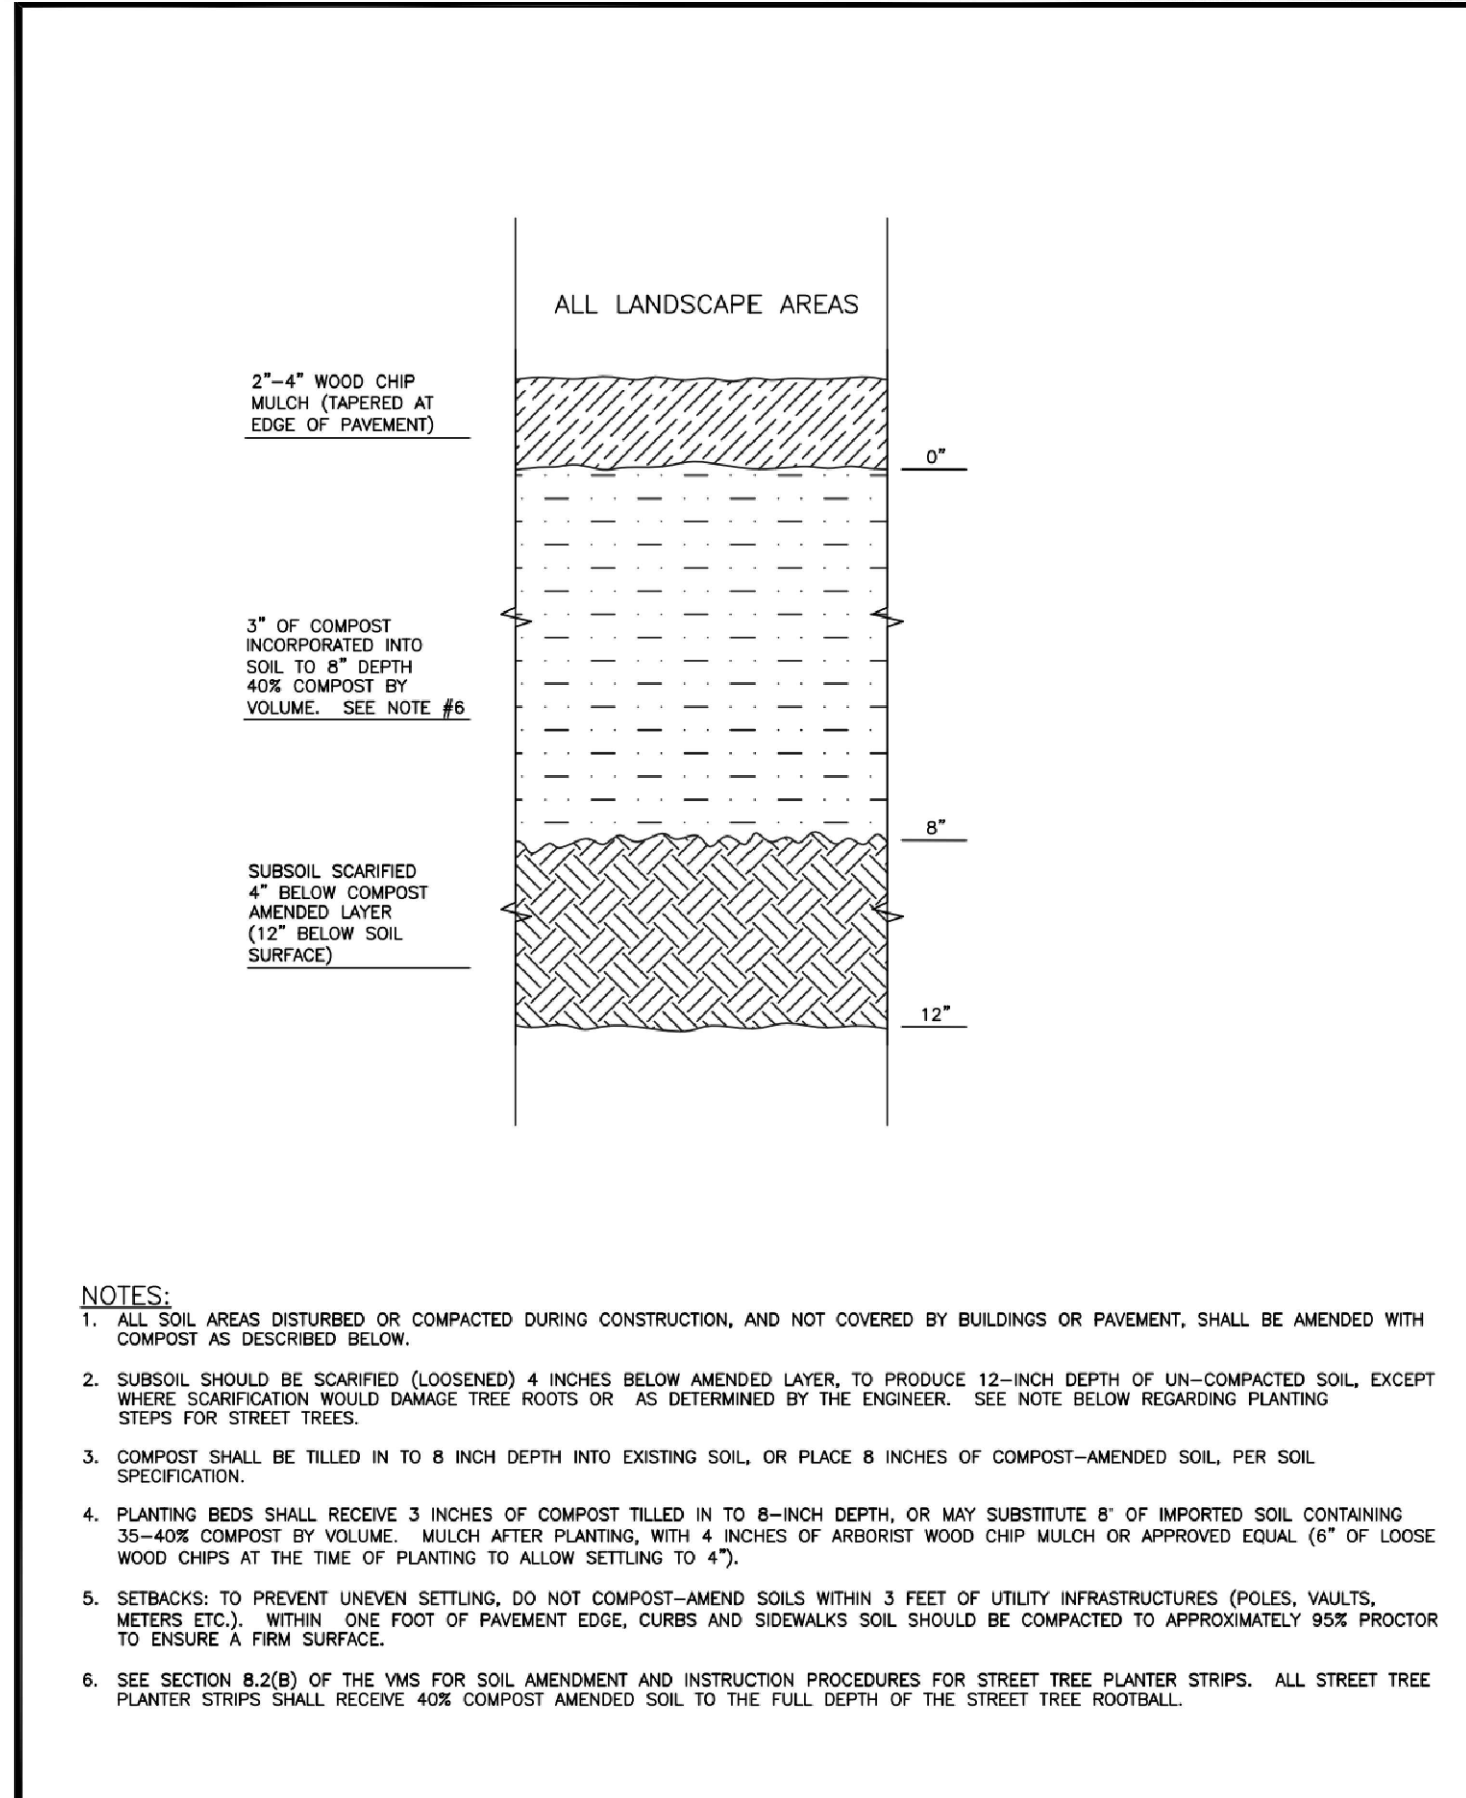 ALL LANDSCAPE AREAS
2"-4" WOOD CHIP
MULCH (TAPERED AT
EDGE OF PAVEMENT)
0"
3" OF COMPOST
INCORPORATED INTO
SOIL TO 8" DEPTH
40% COMPOST BY
VOLUME. SEE NOTE #6
8"
SUBSOIL SCARIFIED
4" BELOW COMPOST
AMENDED LAYER
(12" BELOW SOIL
SURFACE)
12"
NOTES:
1. ALL SOIL AREAS DISTURBED OR COMPACTED DURING CONSTRUCTION, AND NOT COVERED BY BUILDINGS OR PAVEMENT, SHALL BE AMENDED WITH
COMPOST AS DESCRIBED BELOW.
2. SUBSOIL SHOULD BE SCARIFIED (LOOSENED) 4 INCHES BELOW AMENDED LAYER, TO PRODUCE 12-INCH DEPTH OF UN-COMPACTED SOIL, EXCEPT
WHERE SCARIFICATION WOULD DAMAGE TREE ROOTS OR AS DETERMINED BY THE ENGINEER. SEE NOTE BELOW REGARDING PLANTING
STEPS FOR STREET TREES.
3. COMPOST SHALL BE TILLED IN TO 8 INCH DEPTH INTO EXISTING SOIL, OR PLACE 8 INCHES OF COMPOST-AMENDED SOIL, PER SOIL
SPECIFICATION.
4. PLANTING BEDS SHALL RECEIVE 3 INCHES OF COMPOST TILLED IN TO 8-INCH DEPTH, OR MAY SUBSTITUTE 8" OF IMPORTED SOIL CONTAINING
35-40% COMPOST BY VOLUME. MULCH AFTER PLANTING, WITH 4 INCHES OF ARBORIST WOOD CHIP MULCH OR APPROVED EQUAL (6" OF LOOSE
WOOD CHIPS AT THE TIME OF PLANTING TO ALLOW SETTLING TO 4").
5. SETBACKS: TO PREVENT UNEVEN SETTLING, DO NOT COMPOST-AMEND SOILS WITHIN 3 FEET OF UTILITY INFRASTRUCTURES (POLES, VAULTS,
METERS ETC.). WITHIN ONE FOOT OF PAVEMENT EDGE, CURBS AND SIDEWALKS SOIL SHOULD BE COMPACTED TO APPROXIMATELY 95% PROCTOR
TO ENSURE A FIRM SURFACE.
6. SEE SECTION 8.2(B) OF THE VMS FOR SOIL AMENDMENT AND INSTRUCTION PROCEDURES FOR STREET TREE PLANTER STRIPS. ALL STREET TREE
PLANTER STRIPS SHALL RECEIVE 40% COMPOST AMENDED SOIL TO THE FULL DEPTH OF THE STREET TREE ROOTBALL.